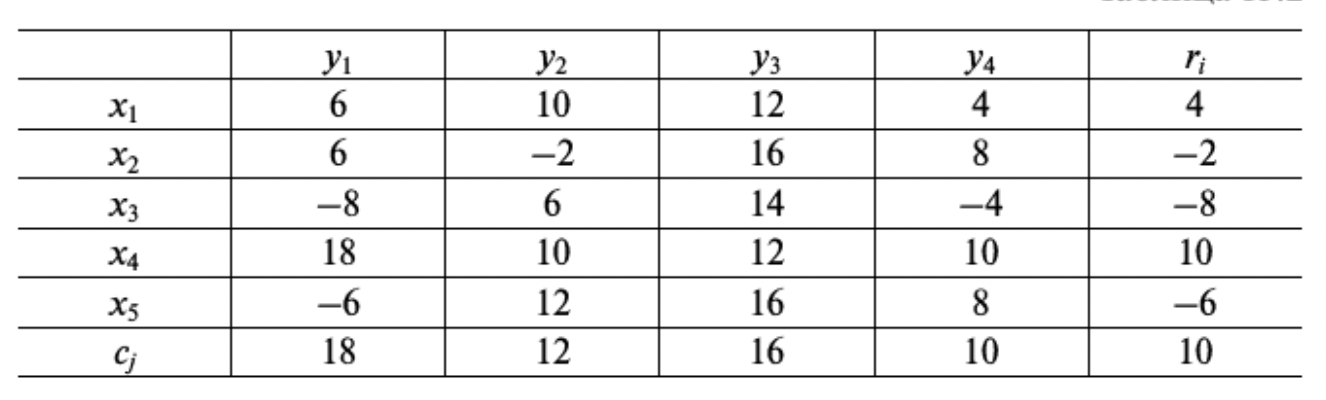 y₁ y₂ y₃ y₄ rᵢ
x₁ 6 10 12 4 4
x₂ 6 −2 16 8 −2
x₃ −8 6 14 −4 −8
x₄ 18 10 12 10 10
x₅ −6 12 16 8 −6
cⱼ 18 12 16 10 10